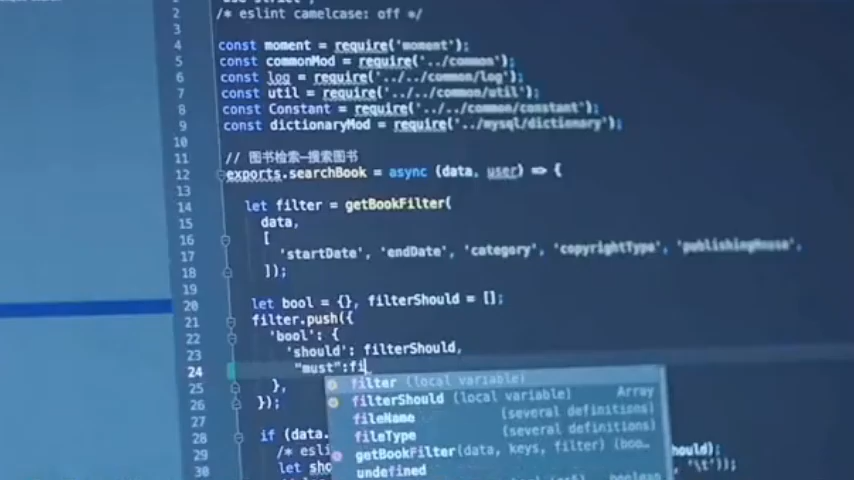 2
/* eslint camelcase: off */
3
4 const moment = require('moment');
5 const commonMod = require('../common');
6 const log = require('../../common/log');
7 const util = require('../../common/util');
8 const Constant = require('../../common/constant');
9 const dictionaryMod = require('../mysql/dictionary');
10
11 // 图书检索—搜索图书
12 exports.searchBook = async (data, user) => {
13
14 let filter = getBookFilter(
15 data,
16 [
17 'startDate', 'endDate', 'category', 'copyrightType', 'publishingHouse',
18 ]);
19
20 let bool = {}, filterShould = [];
21 filter.push({
22 'bool': {
23 'should': filterShould,
24 "must":fi
filter (local variable)
25 },
filterShould (local variable) Array
26 });
fileName (several definitions)
27
fileType (several definitions)
28 if (data.
getBookFilter(data, keys, filter) (boo…
29 /* esli
hould);
30 let sho
undefined
, '\t'));